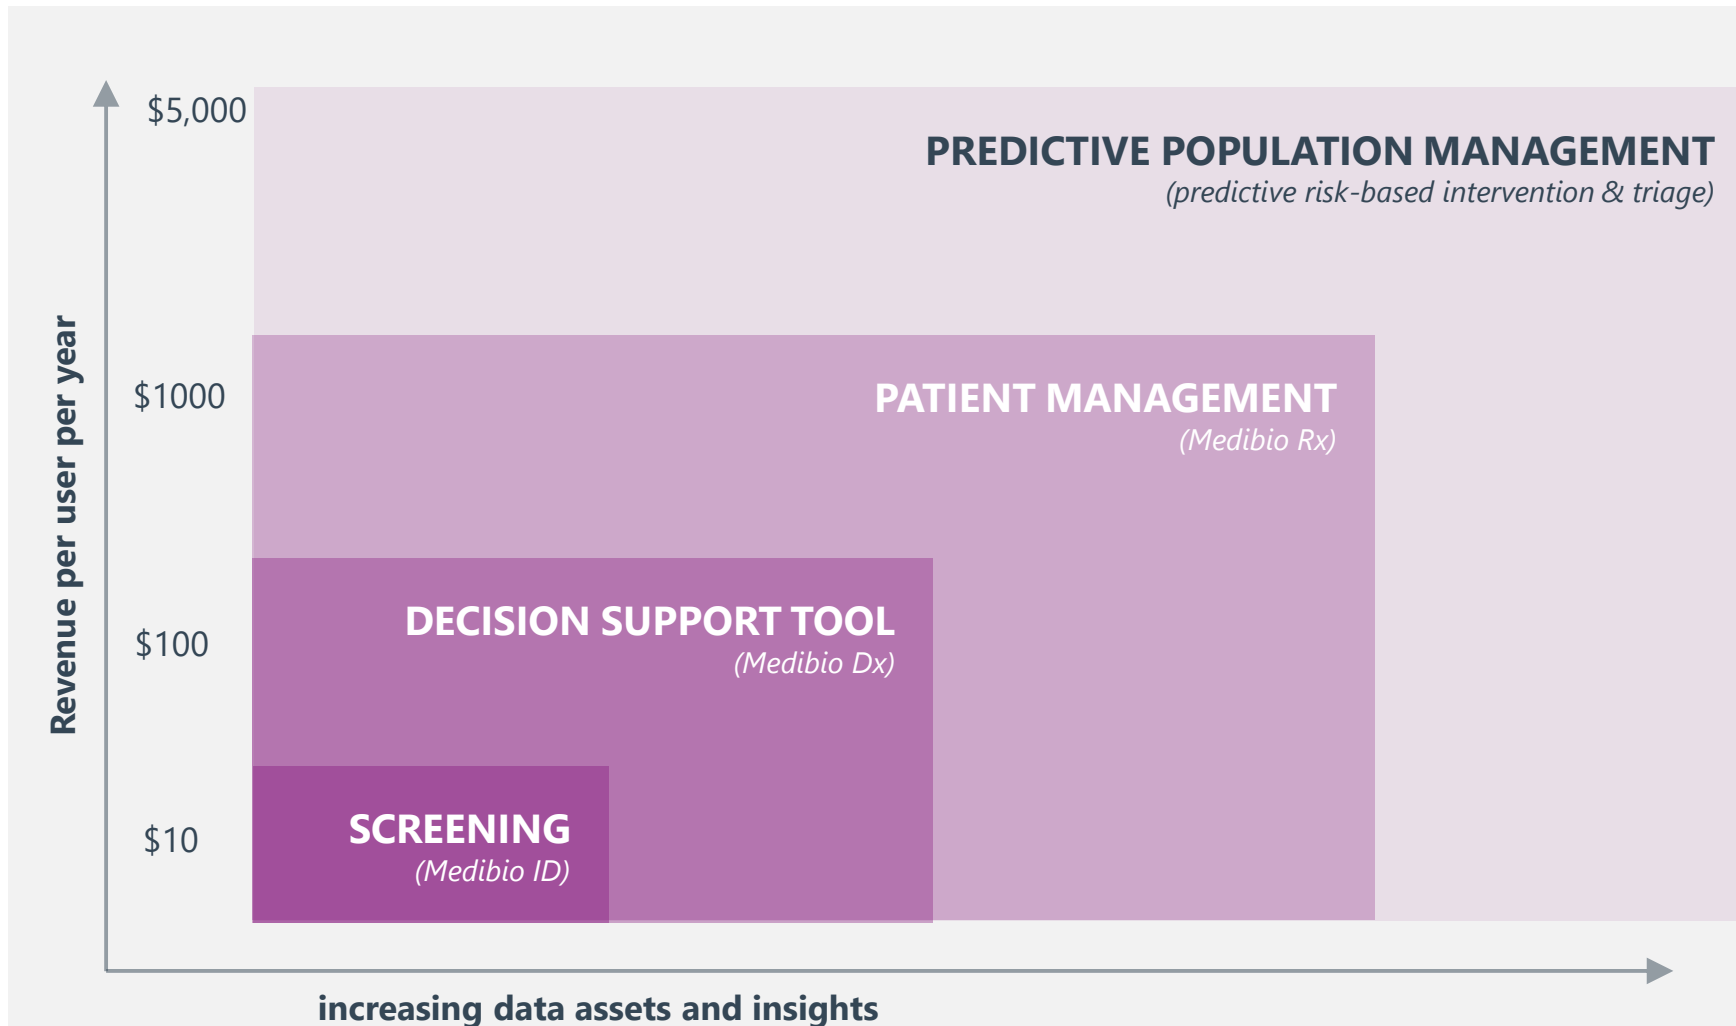 $5,000
PREDICTIVE POPULATION MANAGEMENT
(predictive risk-based intervention & triage)
$1000
PATIENT MANAGEMENT
(Medibio Rx)
Revenue per user per year
$100
DECISION SUPPORT TOOL
(Medibio Dx)
$10
SCREENING
(Medibio ID)
increasing data assets and insights